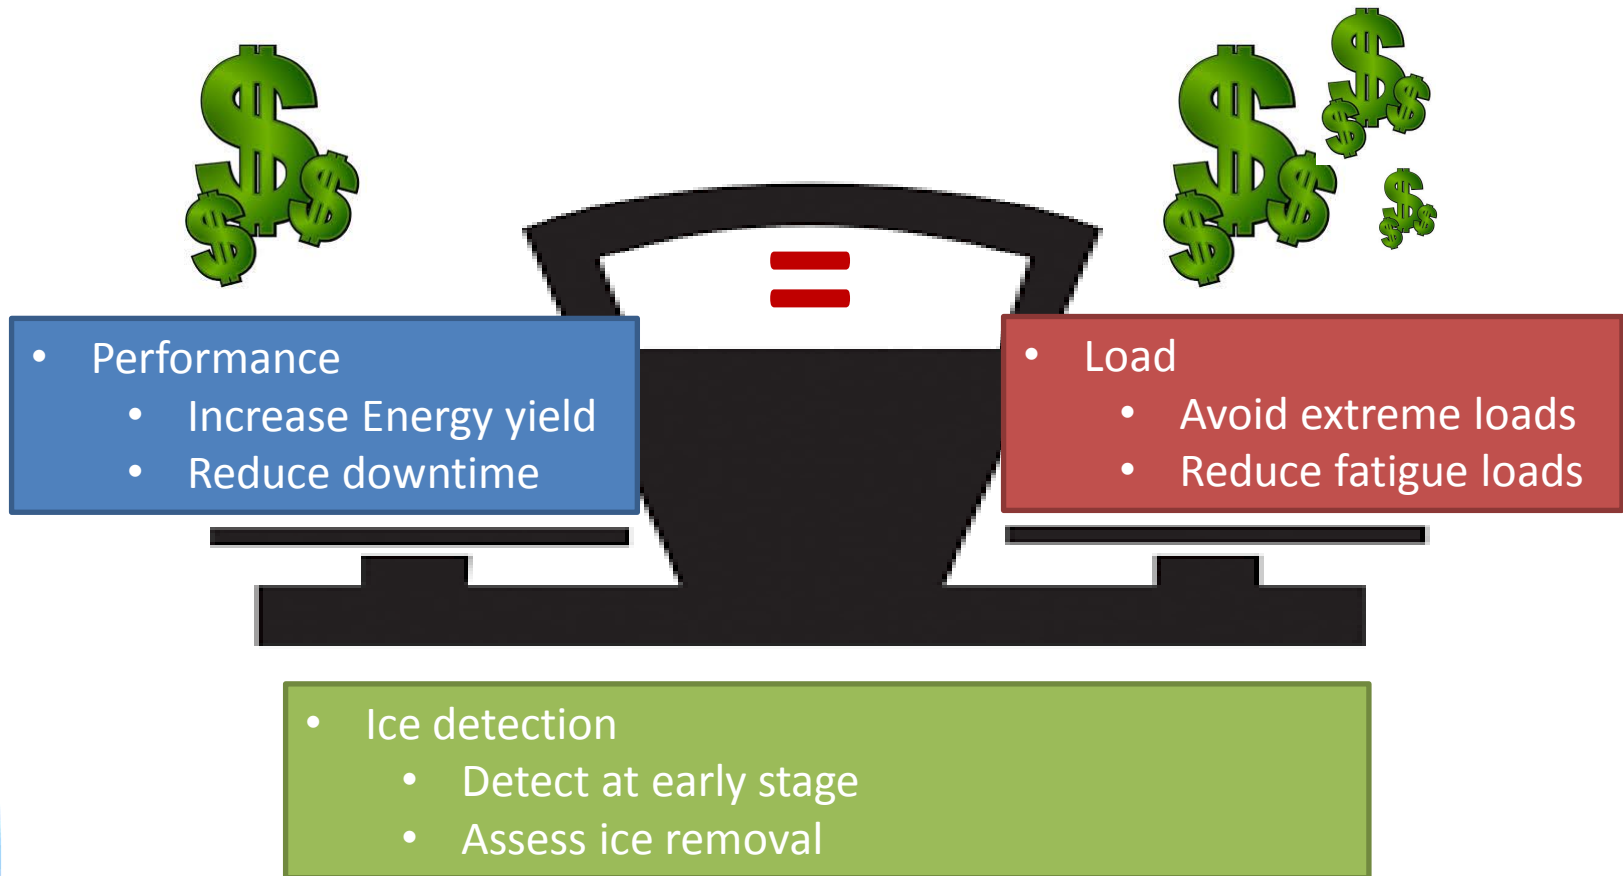 =
• Performance
• Increase Energy yield
• Reduce downtime
• Load
• Avoid extreme loads
• Reduce fatigue loads
• Ice detection
• Detect at early stage
• Assess ice removal